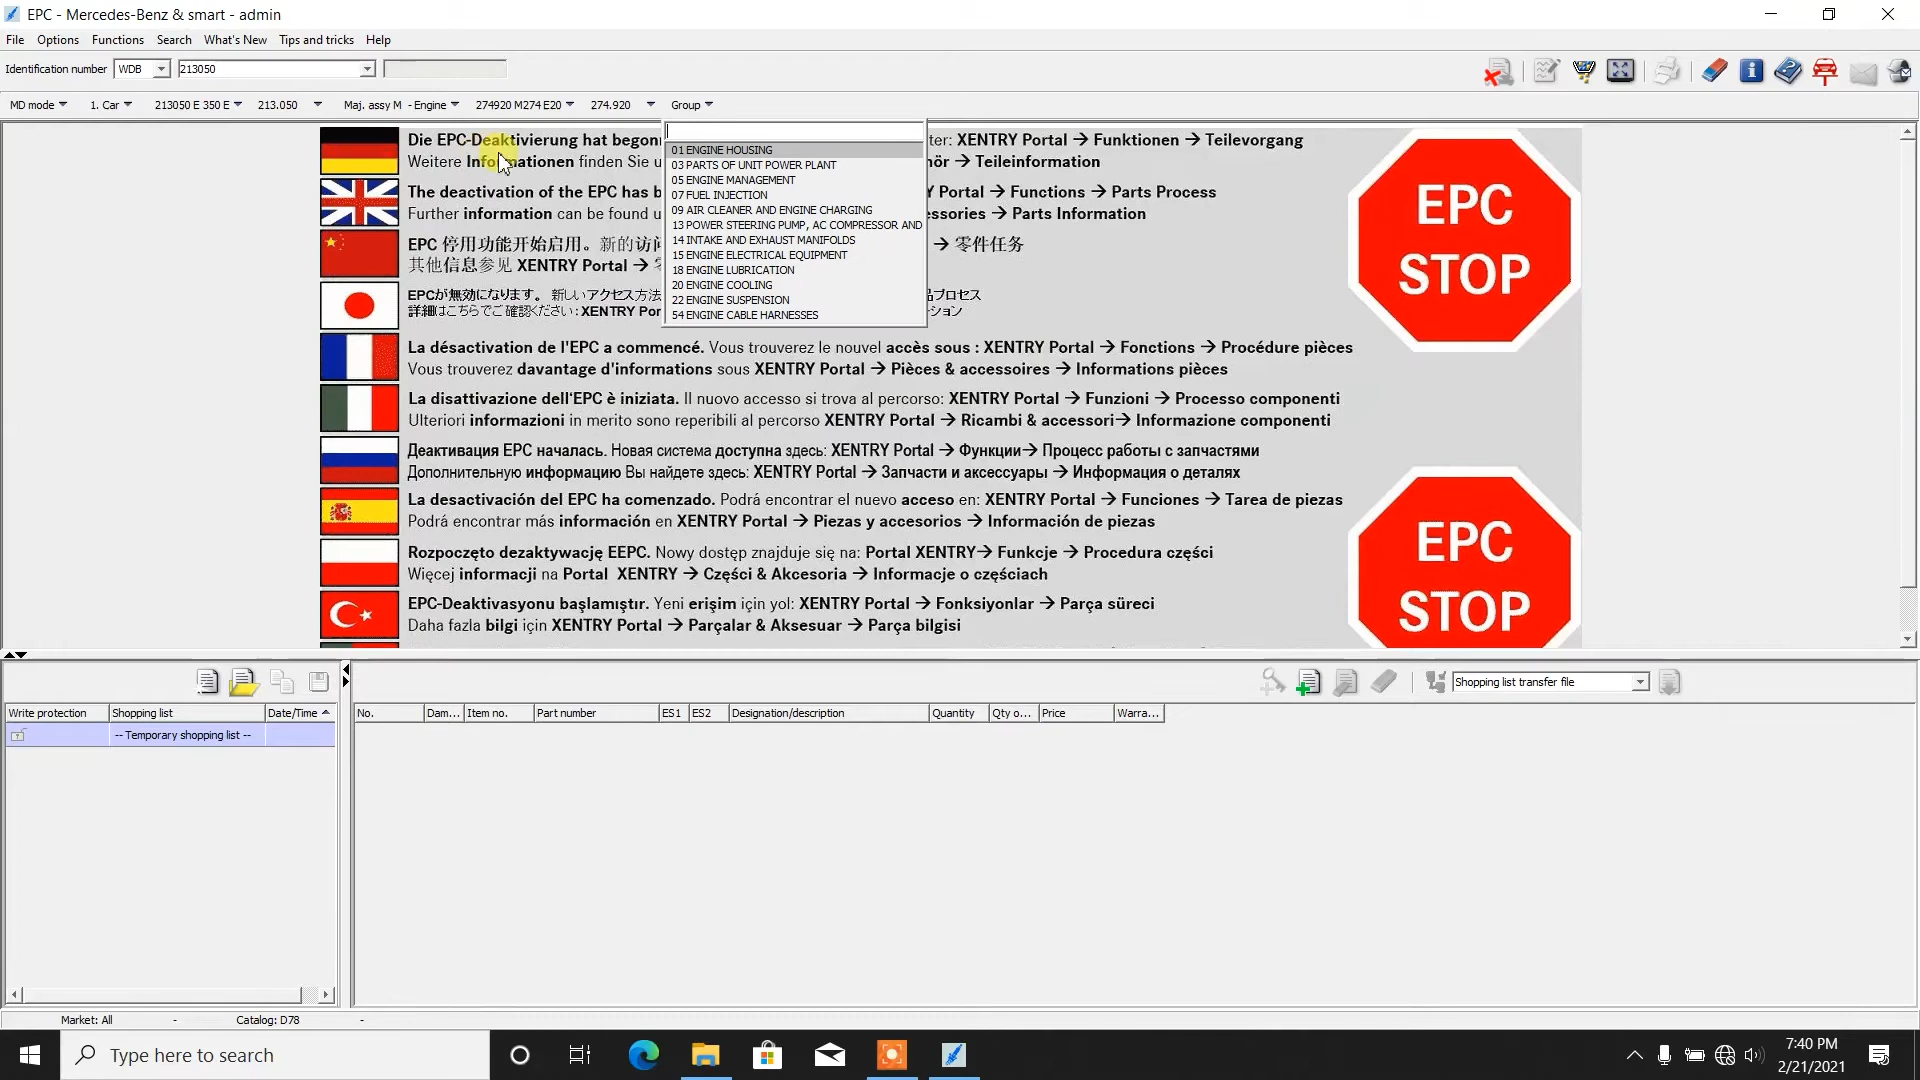 EPC - Mercedes-Benz & smart - admin
File Options Functions Search What's New Tips and tricks Help
Identification number WDB 213050
MD mode 1. Car 213050 E 350 E 213.050 Maj. assy M - Engine 274920 M274 E20 274.920 Group
01 ENGINE HOUSING
03 PARTS OF UNIT POWER PLANT
05 ENGINE MANAGEMENT
07 FUEL INJECTION
09 AIR CLEANER AND ENGINE CHARGING
13 POWER STEERING PUMP, AC COMPRESSOR AND
14 INTAKE AND EXHAUST MANIFOLDS
15 ENGINE ELECTRICAL EQUIPMENT
18 ENGINE LUBRICATION
20 ENGINE COOLING
22 ENGINE SUSPENSION
54 ENGINE CABLE HARNESSES
Die EPC-Deaktivierung hat begonn ter: XENTRY Portal → Funktionen → Teilevorgang
Weitere Informationen finden Sie u hör → Teileinformation
The deactivation of the EPC has b Y Portal → Functions → Parts Process
Further information can be found u essories → Parts Information
EPC 停用功能开始启用。新的访问 → 零件任务
其他信息参见 XENTRY Portal →
EPCが無効になります。 新しいアクセス方法 品プロセス
詳細はこちらでご確認ください: XENTRY Por ーション
La désactivation de l'EPC a commencé. Vous trouverez le nouvel accès sous : XENTRY Portal → Fonctions → Procédure pièces
Vous trouverez davantage d'informations sous XENTRY Portal → Pièces & accessoires → Informations pièces
La disattivazione dell'EPC è iniziata. Il nuovo accesso si trova al percorso: XENTRY Portal → Funzioni → Processo componenti
Ulteriori informazioni in merito sono reperibili al percorso XENTRY Portal → Ricambi & accessori→ Informazione componenti
Деактивация EPC началась. Новая система доступна здесь: XENTRY Portal → Функции→ Процесс работы с запчастями
Дополнительную информацию Вы найдете здесь: XENTRY Portal → Запчасти и аксессуары → Информация о деталях
La desactivación del EPC ha comenzado. Podrá encontrar el nuevo acceso en: XENTRY Portal → Funciones → Tarea de piezas
Podrá encontrar más información en XENTRY Portal → Piezas y accesorios → Información de piezas
Rozpoczęto dezaktywację EEPC. Nowy dostęp znajduje się na: Portal XENTRY→ Funkcje → Procedura części
Więcej informacji na Portal XENTRY → Części & Akcesoria → Informacje o częściach
EPC-Deaktivasyonu başlamıştır. Yeni erişim için yol: XENTRY Portal → Fonksiyonlar → Parça süreci
Daha fazla bilgi için XENTRY Portal → Parçalar & Aksesuar → Parça bilgisi
EPC
STOP
EPC
STOP
Shopping list transfer file
Write protection Shopping list Date/Time
-- Temporary shopping list --
No. Dam... Item no. Part number ES1 ES2 Designation/description Quantity Qty o... Price Warra...
Market: All - Catalog: D78 -
Type here to search
7:40 PM
2/21/2021